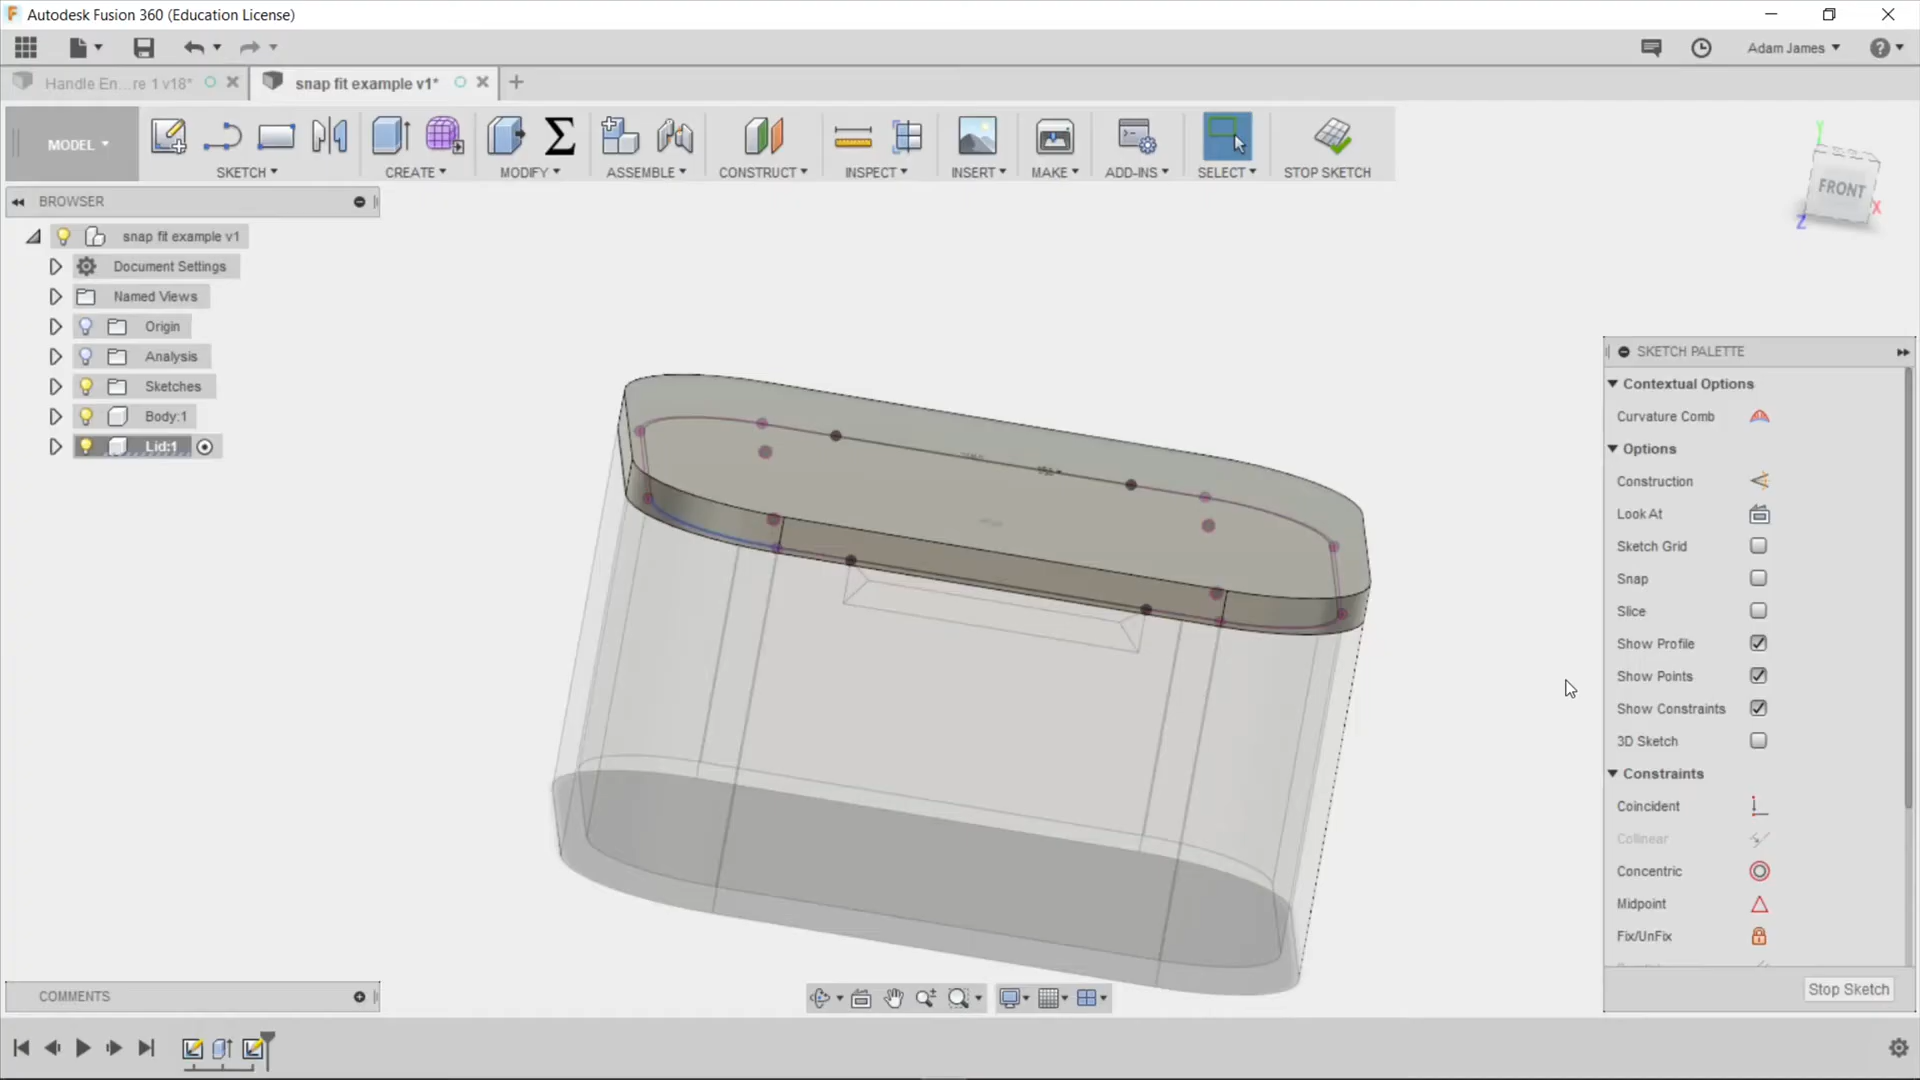 Autodesk Fusion 360 (Education License)
Adam James
Handle En...re 1 v18*
snap fit example v1*
MODEL
SKETCH
CREATE
MODIFY
ASSEMBLE
CONSTRUCT
INSPECT
INSERT
MAKE
ADD-INS
SELECT
STOP SKETCH
BROWSER
snap fit example v1
Document Settings
Named Views
Origin
Analysis
Sketches
Body:1
Lid:1
FRONT
Y
X
Z
SKETCH PALETTE
Contextual Options
Curvature Comb
Options
Construction
Look At
Sketch Grid
Snap
Slice
Show Profile
Show Points
Show Constraints
3D Sketch
Constraints
Coincident
Collinear
Concentric
Midpoint
Fix/UnFix
Stop Sketch
COMMENTS